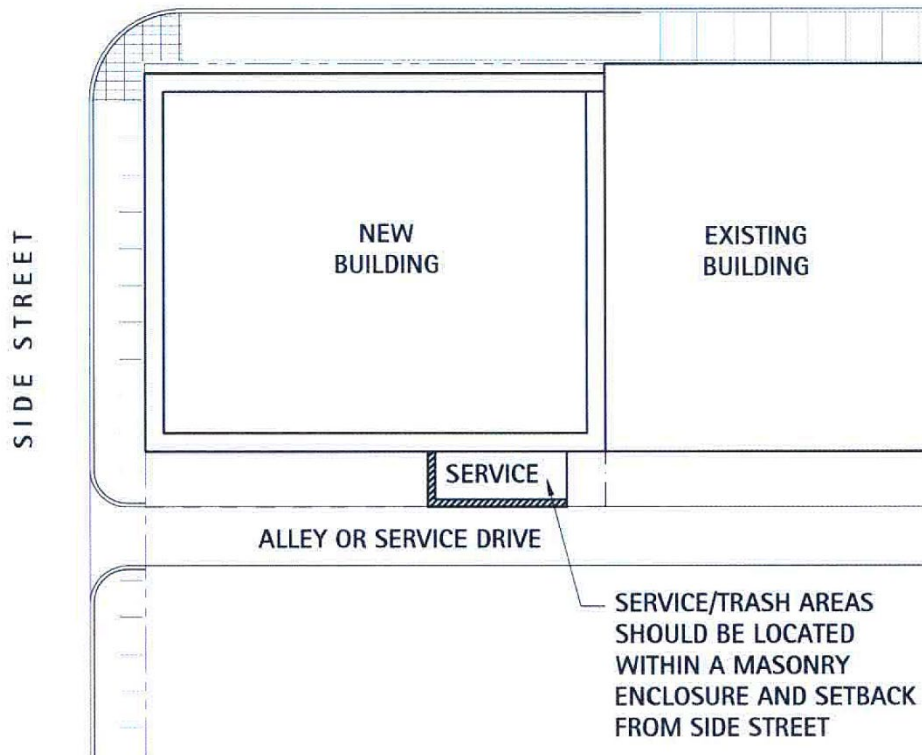 SIDE STREET
NEW
BUILDING
EXISTING
BUILDING
SERVICE
ALLEY OR SERVICE DRIVE
SERVICE/TRASH AREAS
SHOULD BE LOCATED
WITHIN A MASONRY
ENCLOSURE AND SETBACK
FROM SIDE STREET